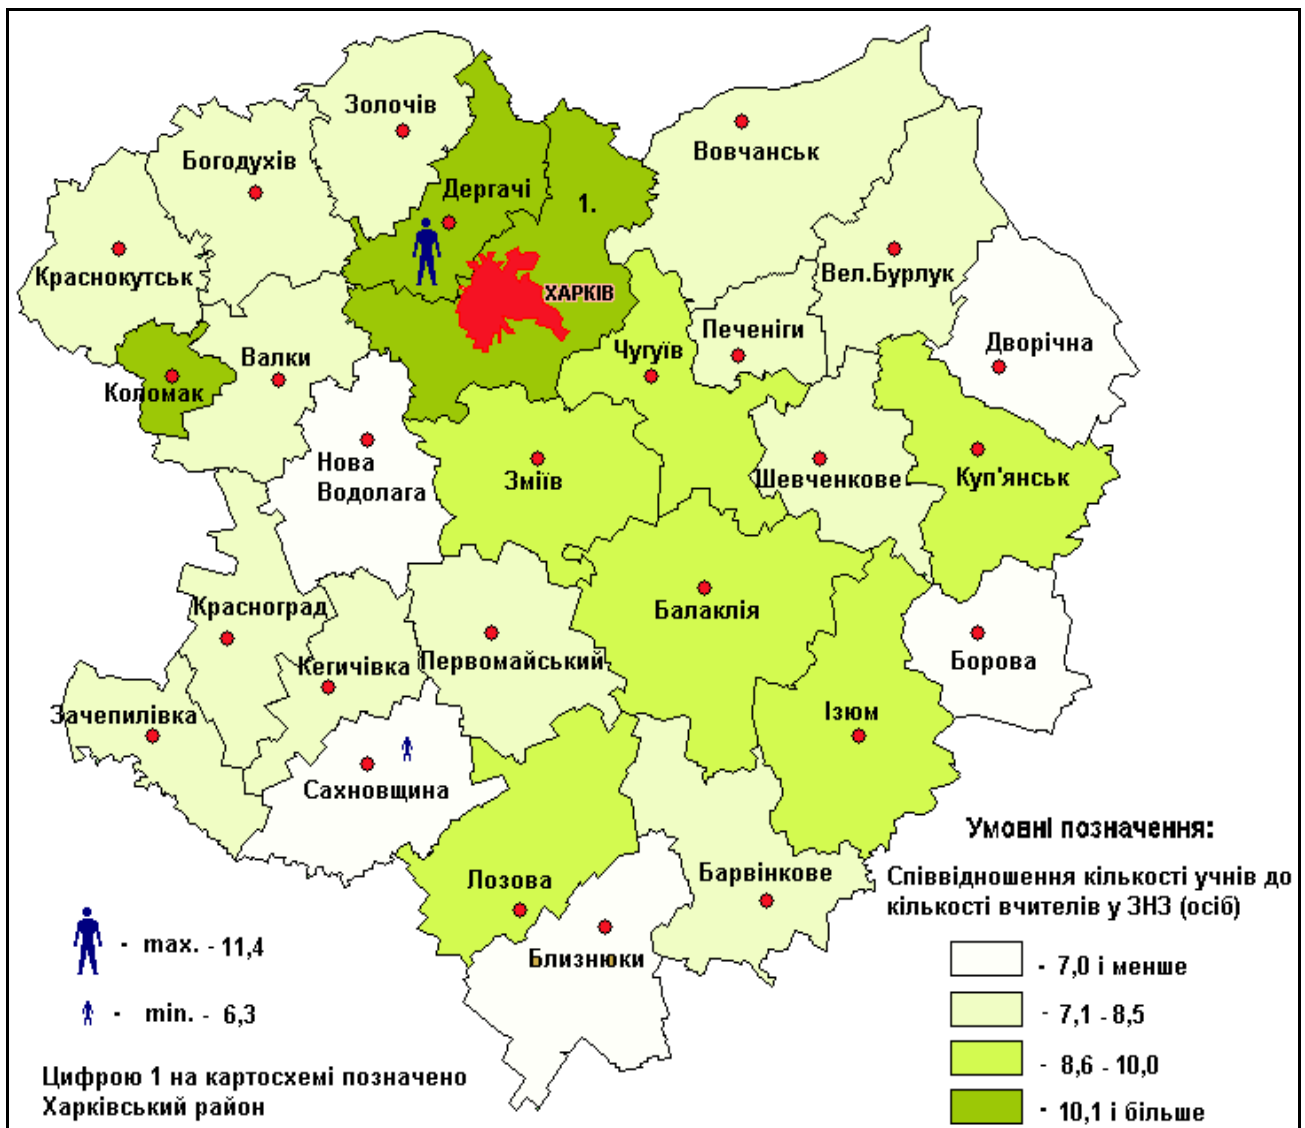 Золочів
Богодухів
Вовчанськ
Дергачі
1.
Краснокутськ
Вел.Бурлук
ХАРКІВ
Печеніги
Дворічна
Чугуїв
Валки
Коломак
Нова
Водолага
Зміїв
Шевченкове
Куп'янськ
Красноград
Балаклія
Кегичівка
Первомайський
Борова
Зачепилівка
Ізюм
Сахновщина
Лозова
Барвінкове
Близнюки
- max. - 11,4
- min. - 6,3
Цифрою 1 на картосхемі позначено
Харківський район
Умовні позначення:
Співвідношення кількості учнів до
кількості вчителів у ЗНЗ (осіб)
- 7,0 і менше
- 7,1 - 8,5
- 8,6 - 10,0
- 10,1 і більше